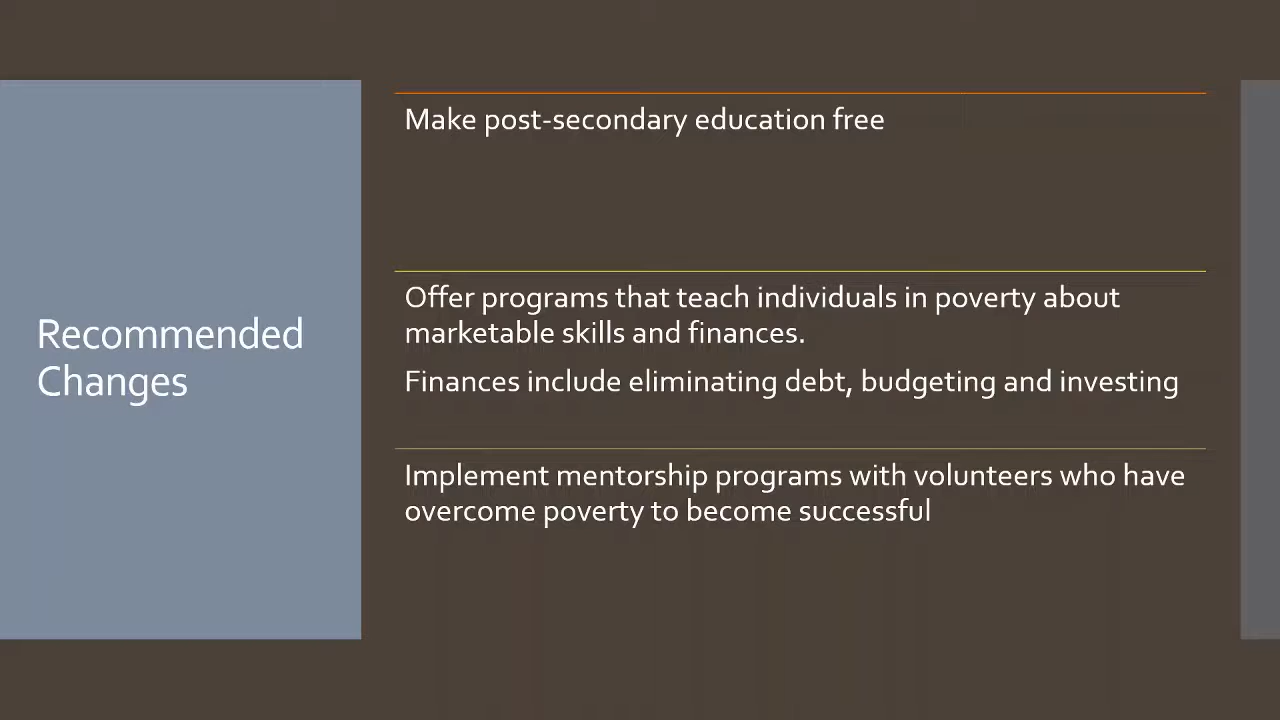 Recommended
Changes
Make post-secondary education free
Offer programs that teach individuals in poverty about
marketable skills and finances.
Finances include eliminating debt, budgeting and investing
Implement mentorship programs with volunteers who have
overcome poverty to become successful